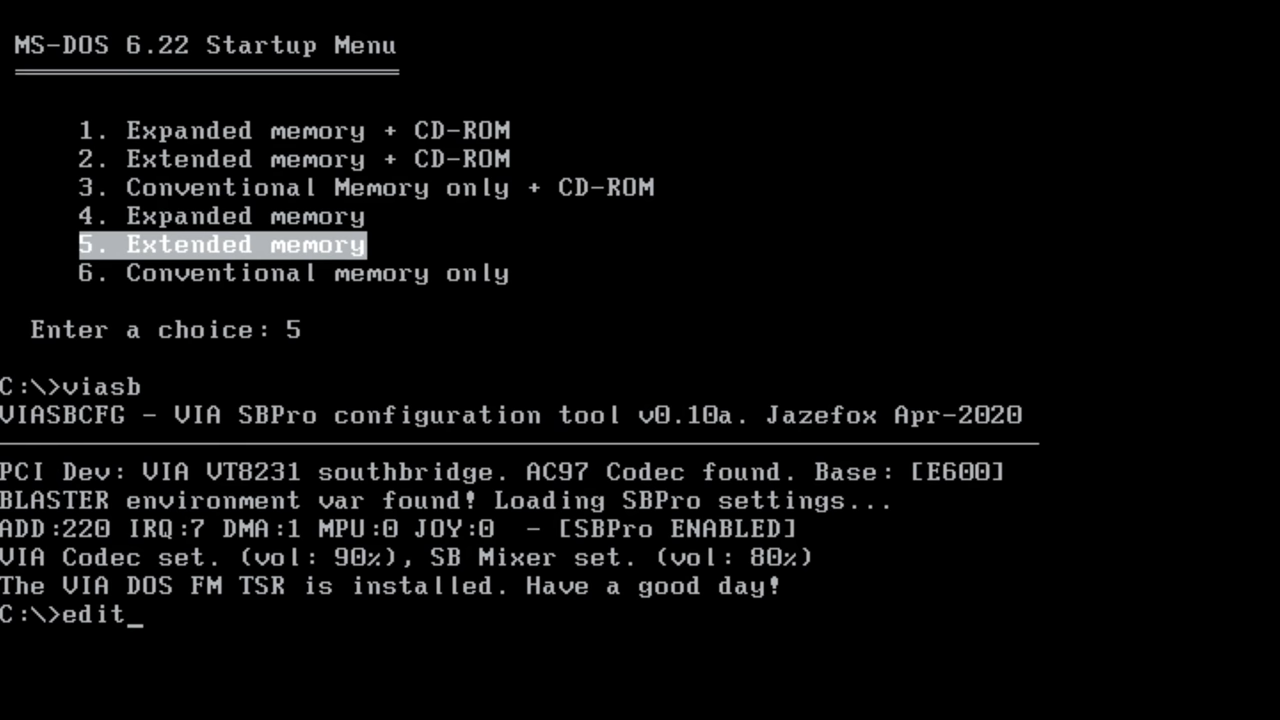 MS-DOS 6.22 Startup Menu
1. Expanded memory + CD-ROM
2. Extended memory + CD-ROM
3. Conventional Memory only + CD-ROM
4. Expanded memory
5. Extended memory
6. Conventional memory only
Enter a choice: 5
C:\>viasb
VIASBCFG - VIA SBPro configuration tool v0.10a. Jazefox Apr-2020
PCI Dev: VIA VT8231 southbridge. AC97 Codec found. Base: [E600]
BLASTER environment var found! Loading SBPro settings...
ADD:220 IRQ:7 DMA:1 MPU:0 JOY:0  - [SBPro ENABLED]
VIA Codec set. (vol: 90%), SB Mixer set. (vol: 80%)
The VIA DOS FM TSR is installed. Have a good day!
C:\>edit_